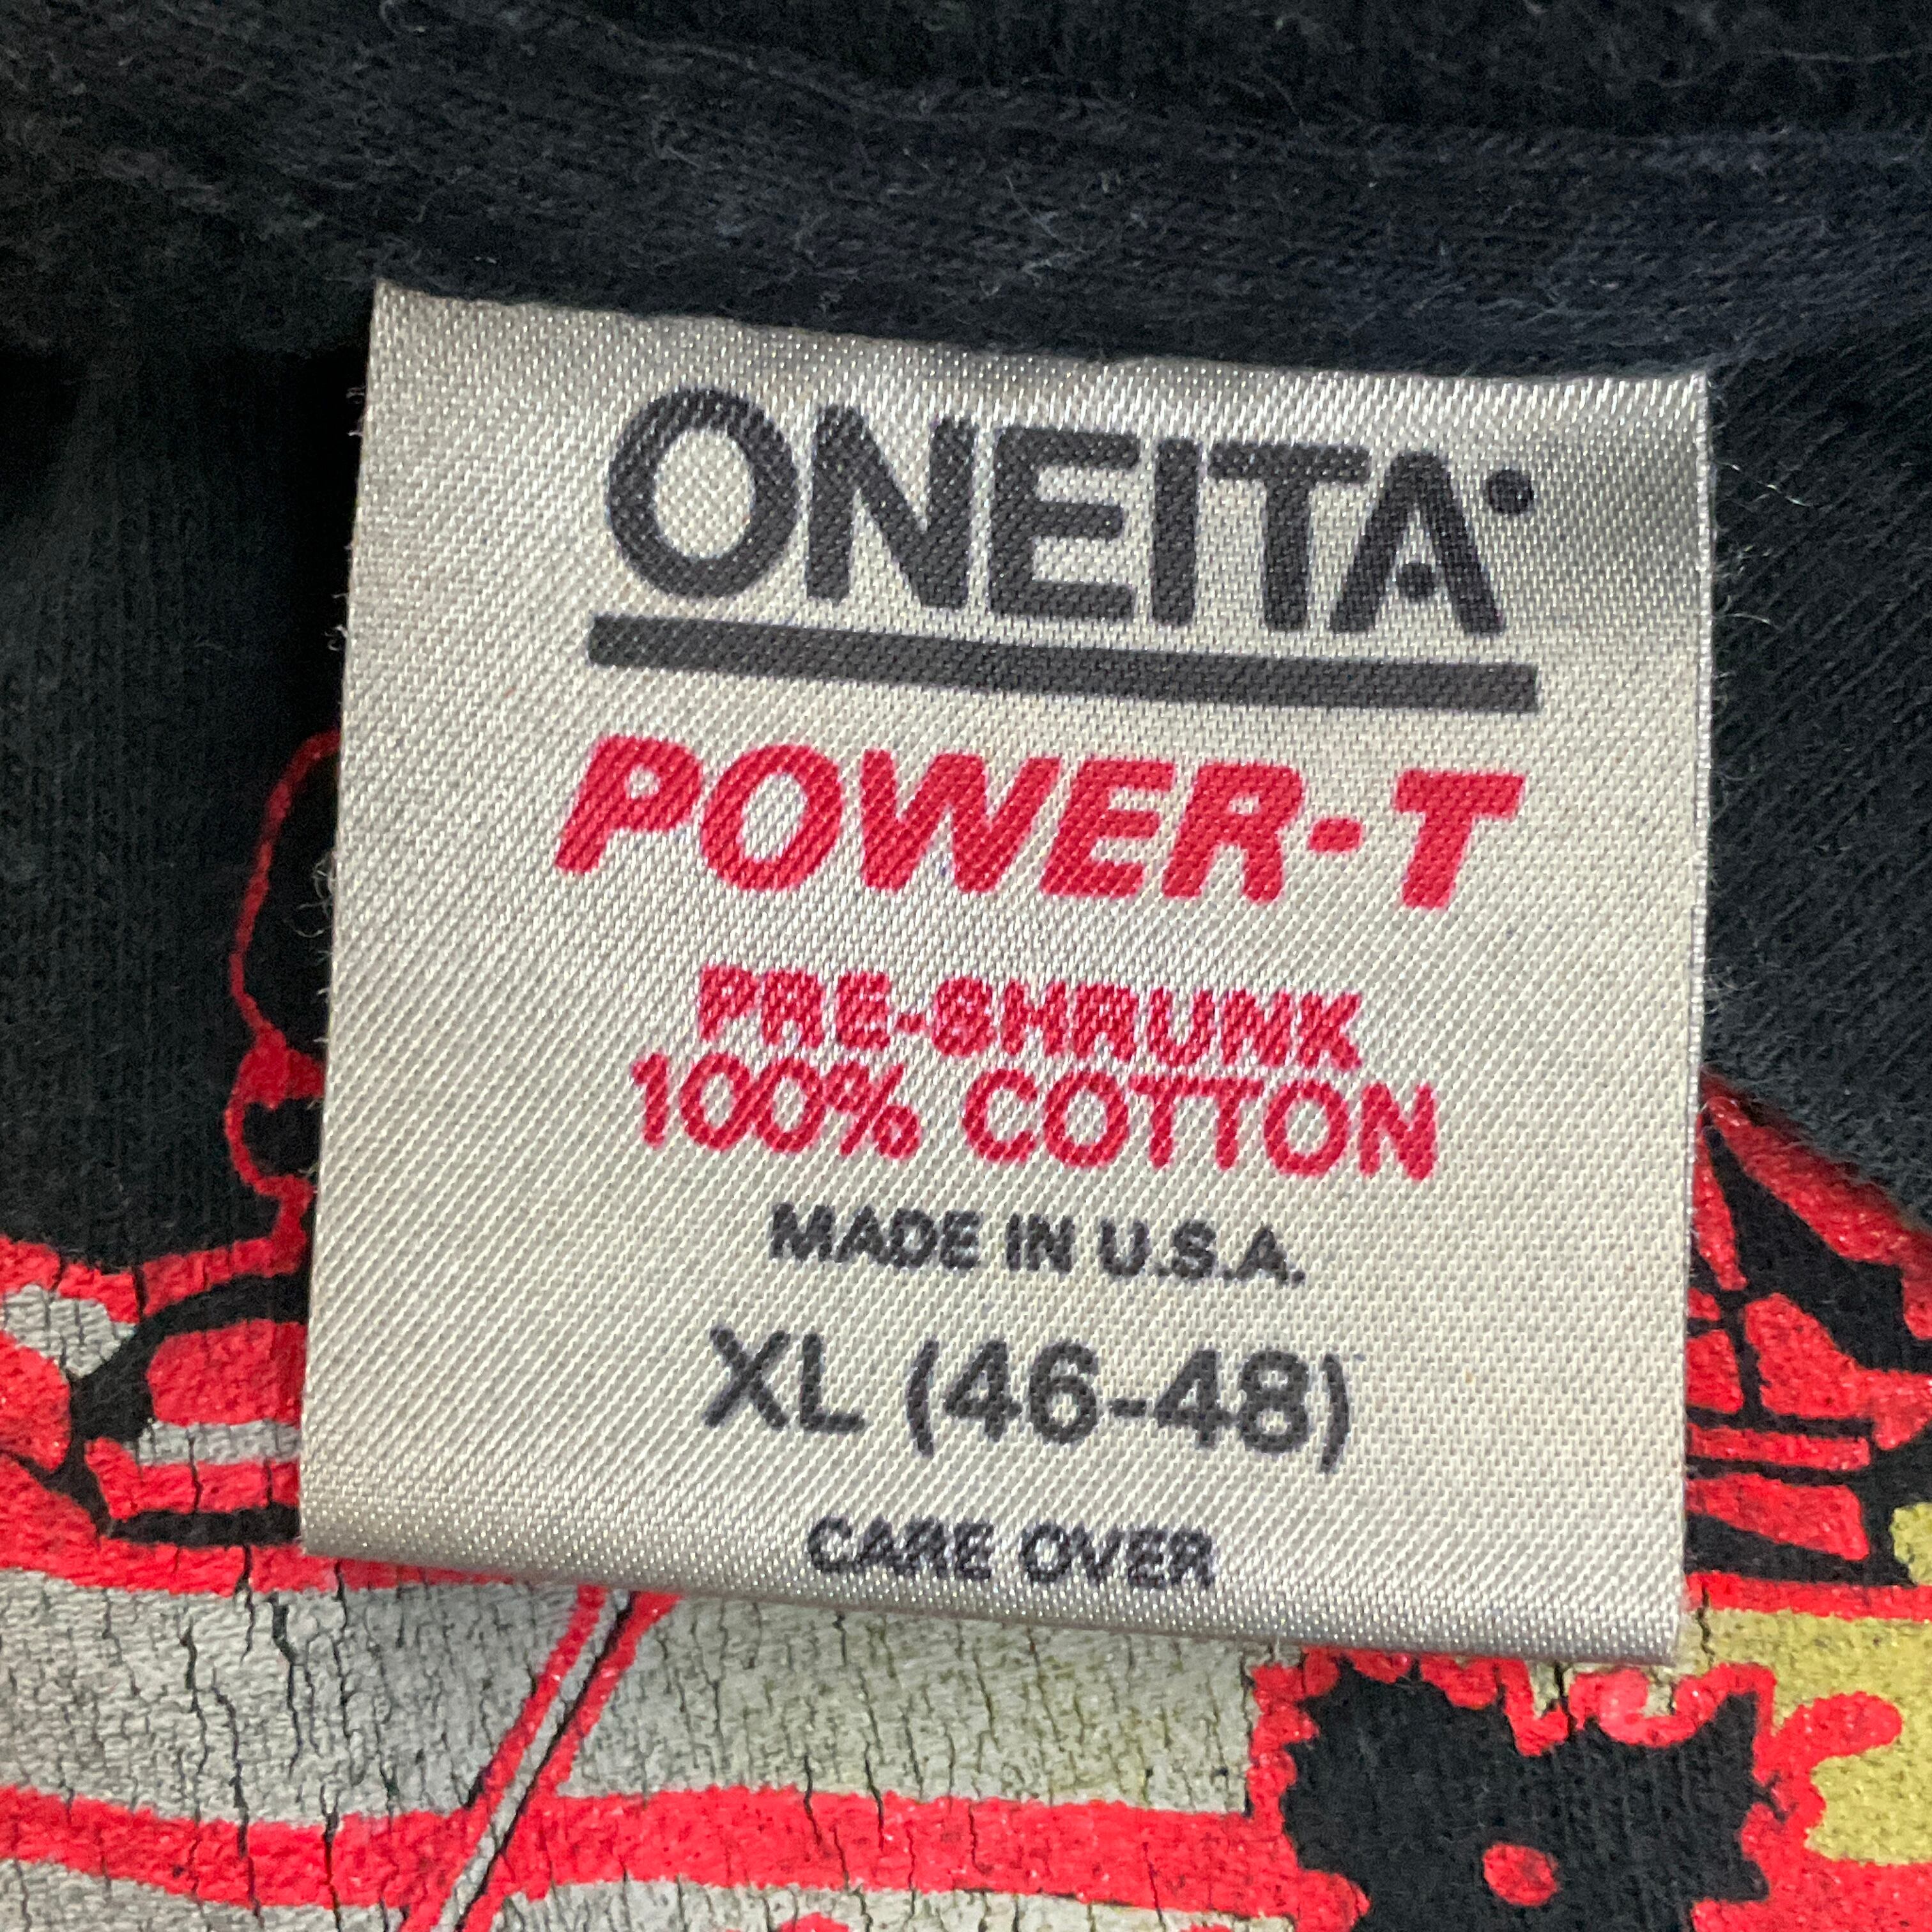 ONEITA
POWER-T
PRE-SHRUNK
100% COTTON
MADE IN U.S.A.
XL (46-48)
CARE OVER